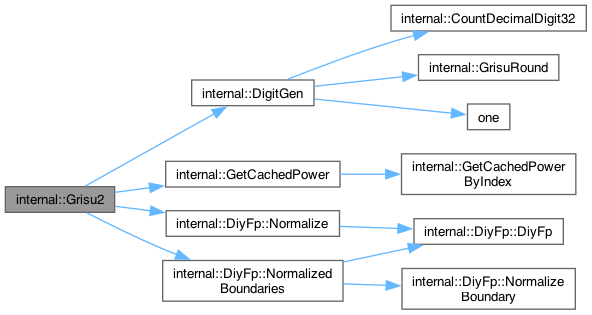 internal::CountDecimalDigit32
internal::GrisuRound
internal::DigitGen
one
internal::GetCachedPower
internal::GetCachedPower
ByIndex
internal::Grisu2
internal::DiyFp::Normalize
internal::DiyFp::DiyFp
internal::DiyFp::Normalized
Boundaries
internal::DiyFp::Normalize
Boundary